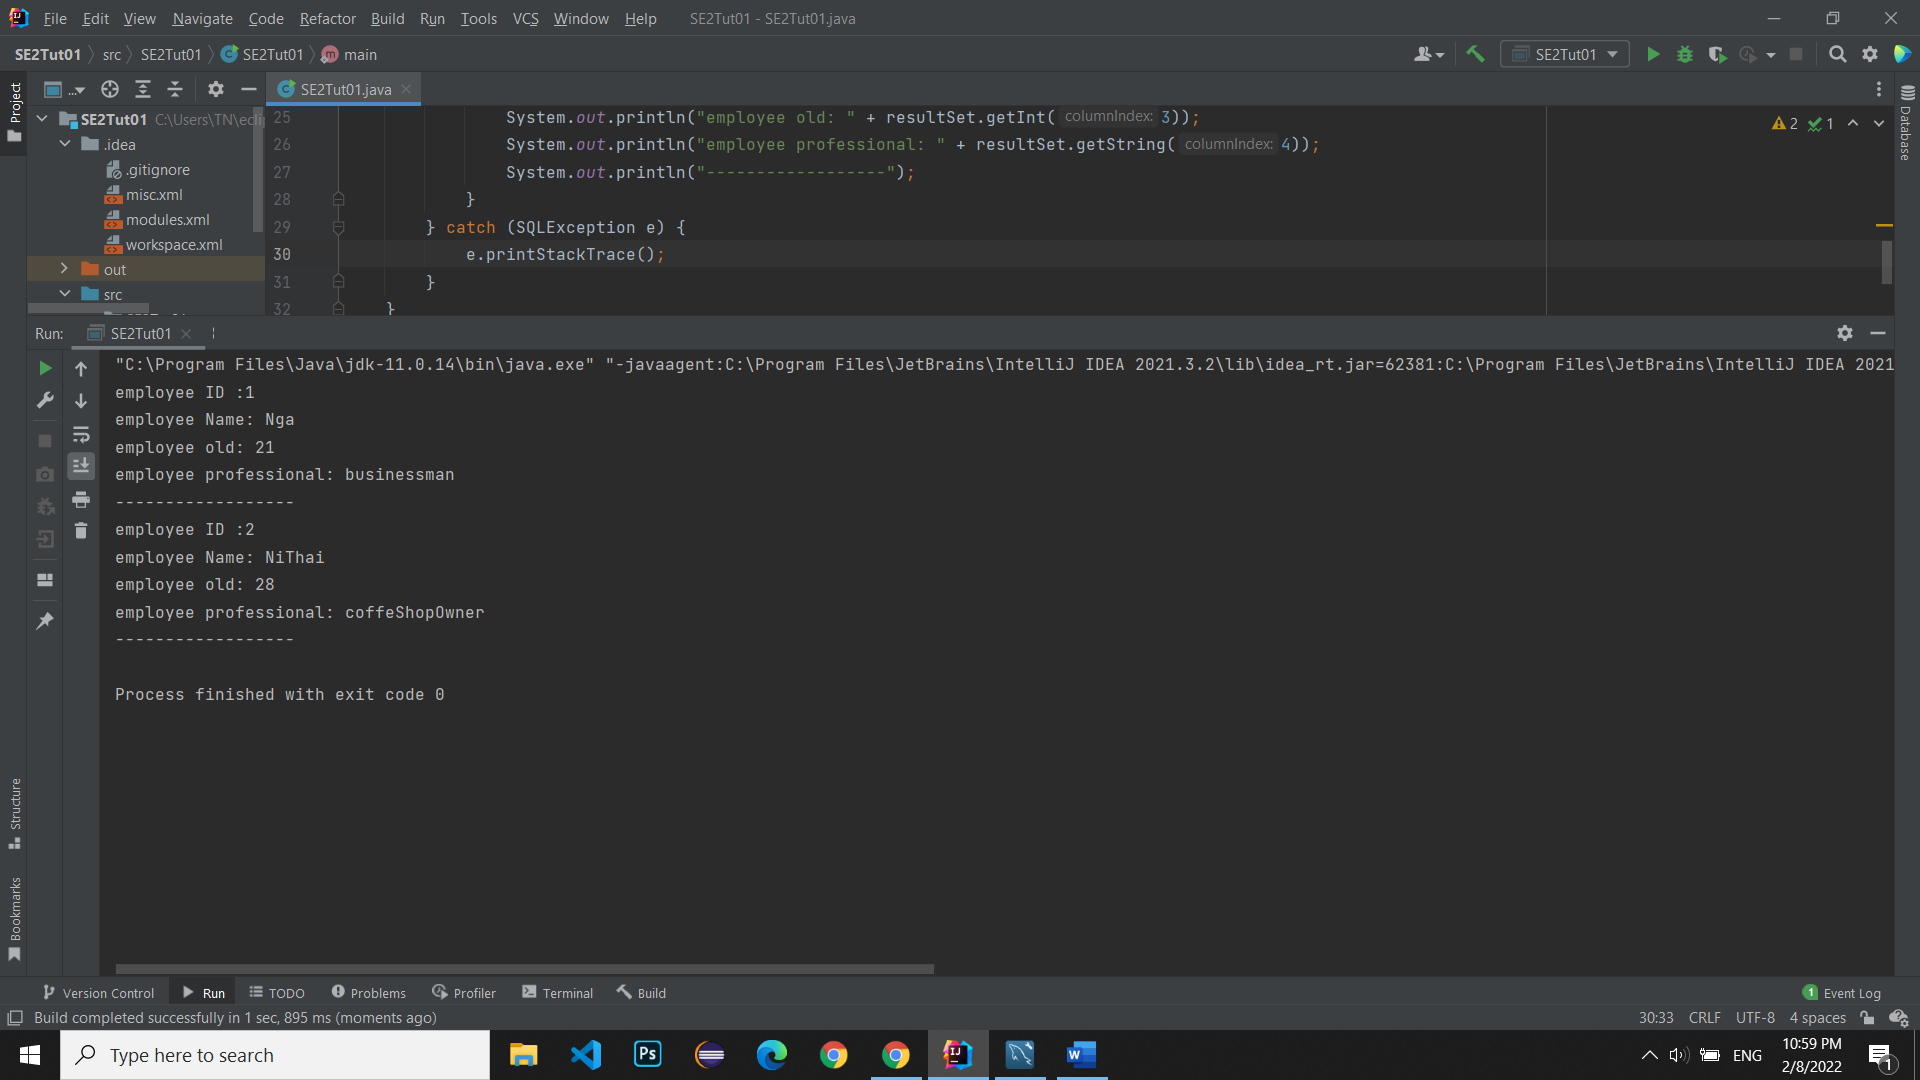 File Edit View Navigate Code Refactor Build Run Tools VCS Window Help SE2Tut01 - SE2Tut01.java
SE2Tut01 src SE2Tut01 SE2Tut01 main SE2Tut01
Project
... SE2Tut01.java
SE2Tut01 C:\Users\TN\ecli
.idea
.gitignore
misc.xml
modules.xml
workspace.xml
out
src
25 System.out.println("employee old: " + resultSet.getInt( columnIndex: 3));
26 System.out.println("employee professional: " + resultSet.getString( columnIndex: 4));
27 System.out.println("------------------");
28 }
29 } catch (SQLException e) {
30 e.printStackTrace();
31 }
32 }
2 1
Database
Run: SE2Tut01
"C:\Program Files\Java\jdk-11.0.14\bin\java.exe" "-javaagent:C:\Program Files\JetBrains\IntelliJ IDEA 2021.3.2\lib\idea_rt.jar=62381:C:\Program Files\JetBrains\IntelliJ IDEA 2021
employee ID :1
employee Name: Nga
employee old: 21
employee professional: businessman
------------------
employee ID :2
employee Name: NiThai
employee old: 28
employee professional: coffeShopOwner
------------------
Process finished with exit code 0
Structure
Bookmarks
Version Control Run TODO Problems Profiler Terminal Build 1 Event Log
Build completed successfully in 1 sec, 895 ms (moments ago) 30:33 CRLF UTF-8 4 spaces
Type here to search Ps IJ W ENG 10:59 PM
2/8/2022 1